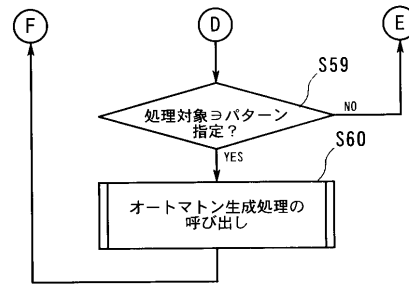 F
D
E
S59
処理対象∋パターン
指定？
NO
YES
S60
オートマトン生成処理の
呼び出し